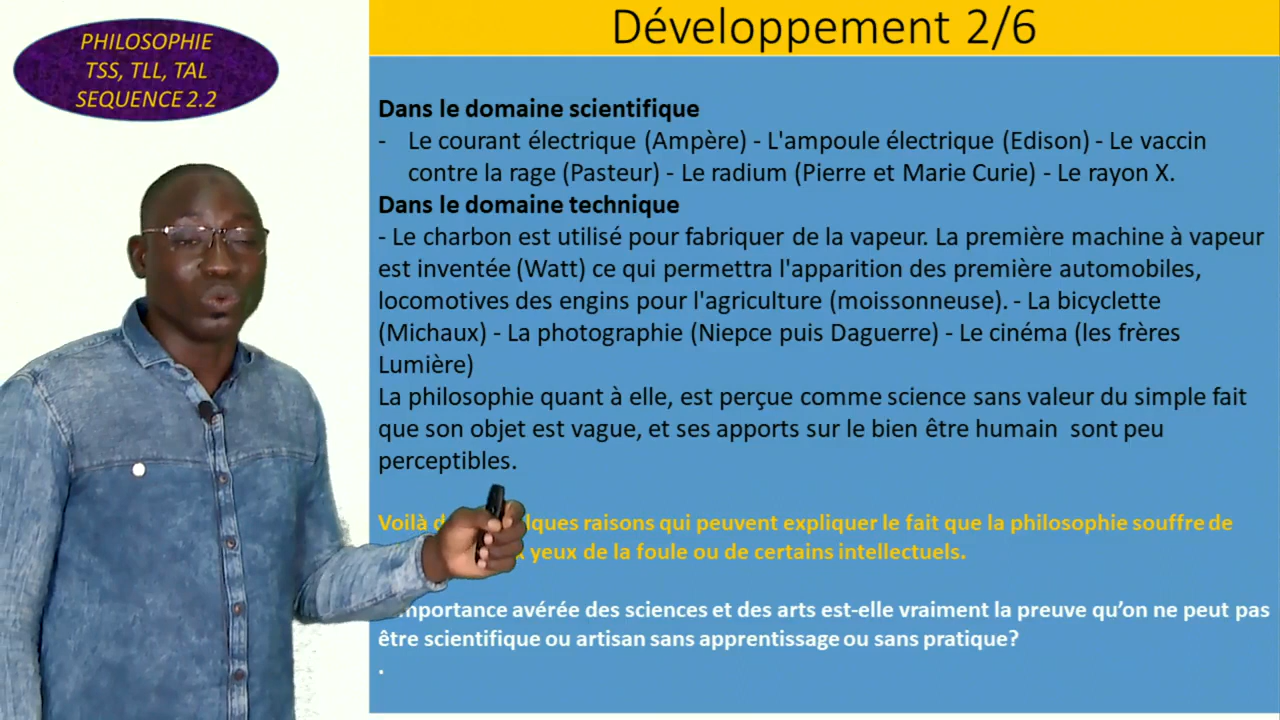 PHILOSOPHIE
TSS, TLL, TAL
SEQUENCE 2.2
Développement 2/6
Dans le domaine scientifique
- Le courant électrique (Ampère) - L'ampoule électrique (Edison) - Le vaccin
contre la rage (Pasteur) - Le radium (Pierre et Marie Curie) - Le rayon X.
Dans le domaine technique
- Le charbon est utilisé pour fabriquer de la vapeur. La première machine à vapeur
est inventée (Watt) ce qui permettra l'apparition des première automobiles,
locomotives des engins pour l'agriculture (moissonneuse). - La bicyclette
(Michaux) - La photographie (Niepce puis Daguerre) - Le cinéma (les frères
Lumière)
La philosophie quant à elle, est perçue comme science sans valeur du simple fait
que son objet est vague, et ses apports sur le bien être humain sont peu
perceptibles.
Voilà raisons qui peuvent expliquer le fait que la philosophie souffre de
yeux de la foule ou de certains intellectuels.
avérée des sciences et des arts est-elle vraiment la preuve qu’on ne peut pas
être scientifique ou artisan sans apprentissage ou sans pratique?
.